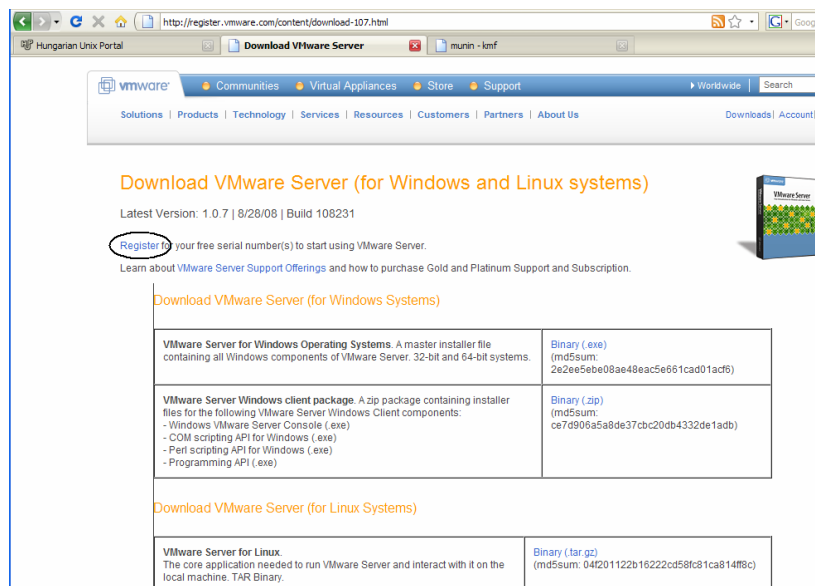 http://register.vmware.com/content/download-107.html
G Goog
Hungarian Unix Portal
Download VMware Server
munin - kmf
vmware
Communities
Virtual Appliances
Store
Support
Worldwide
Search
Solutions | Products | Technology | Services | Resources | Customers | Partners | About Us
Downloads | Account
Download VMware Server (for Windows and Linux systems)
Latest Version: 1.0.7 | 8/28/08 | Build 108231
VMware Server
Register for your free serial number(s) to start using VMware Server.
Learn about VMware Server Support Offerings and how to purchase Gold and Platinum Support and Subscription.
Download VMware Server (for Windows Systems)
VMware Server for Windows Operating Systems. A master installer file
containing all Windows components of VMware Server. 32-bit and 64-bit systems.
Binary (.exe)
(md5sum:
2e2ee5ebe08ae48eac5e661cad01acf6)
VMware Server Windows client package. A zip package containing installer
files for the following VMware Server Windows Client components:
- Windows VMware Server Console (.exe)
- COM scripting API for Windows (.exe)
- Perl scripting API for Windows (.exe)
- Programming API (.exe)
Binary (.zip)
(md5sum:
ce7d906a5a8de37cbc20db4332de1adb)
Download VMware Server (for Linux Systems)
VMware Server for Linux.
The core application needed to run VMware Server and interact with it on the
local machine. TAR Binary.
Binary (.tar.gz)
(md5sum: 04f201122b16222cd58fc81ca814ff8c)